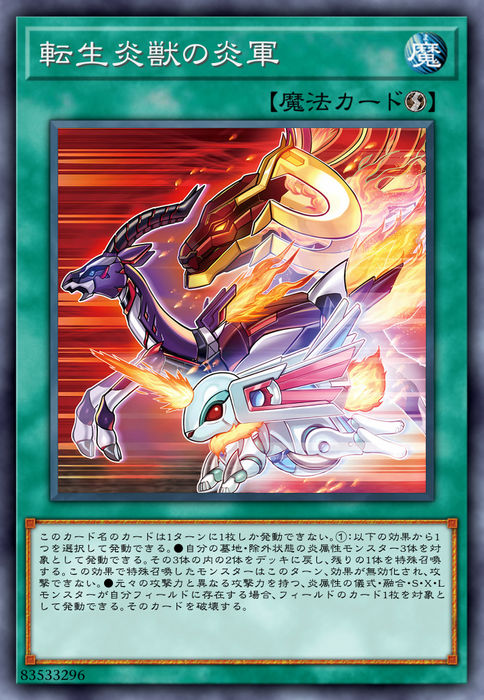 転生炎獣の炎軍
魔
【魔法カード】
このカード名のカードは1ターンに1枚しか発動できない。①:以下の効果から1
つを選択して発動できる。●自分の墓地・除外状態の炎属性モンスター3体を対
象として発動できる。その3体の内の2体をデッキに戻し、残りの1体を特殊召喚
する。この効果で特殊召喚したモンスターはこのターン、効果が無効化され、攻
撃できない。●元々の攻撃力と異なる攻撃力を持つ、炎属性の儀式・融合・S・X・L
モンスターが自分フィールドに存在する場合、フィールドのカード1枚を対象と
して発動できる。そのカードを破壊する。
83533296